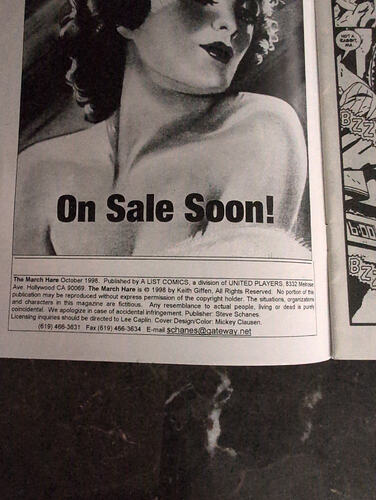 NOT A
RABBIT,
On Sale Soon!
BZZ
The March Hare October 1998. Published by A LIST COMICS, a division of UNITED PLAYERS, 8332 Melrose
Ave. Hollywood CA 90069. The March Hare is © 1998 by Keith Giffen, All Rights Reserved. No portion of this
publication may be reproduced without express permission of the copyright holder. The situations, organizations
and characters in this magazine are fictitious. Any resemblance to actual people, living or dead is purely
coincidental. We apologize in case of accidental infringement. Publisher: Steve Schanes.
Licensing inquiries should be directed to Lee Caplin. Cover Design/Color: Mickey Clausen.
(619) 466-3631 Fax (619) 466-3634 E-mail schanes@gateway.net